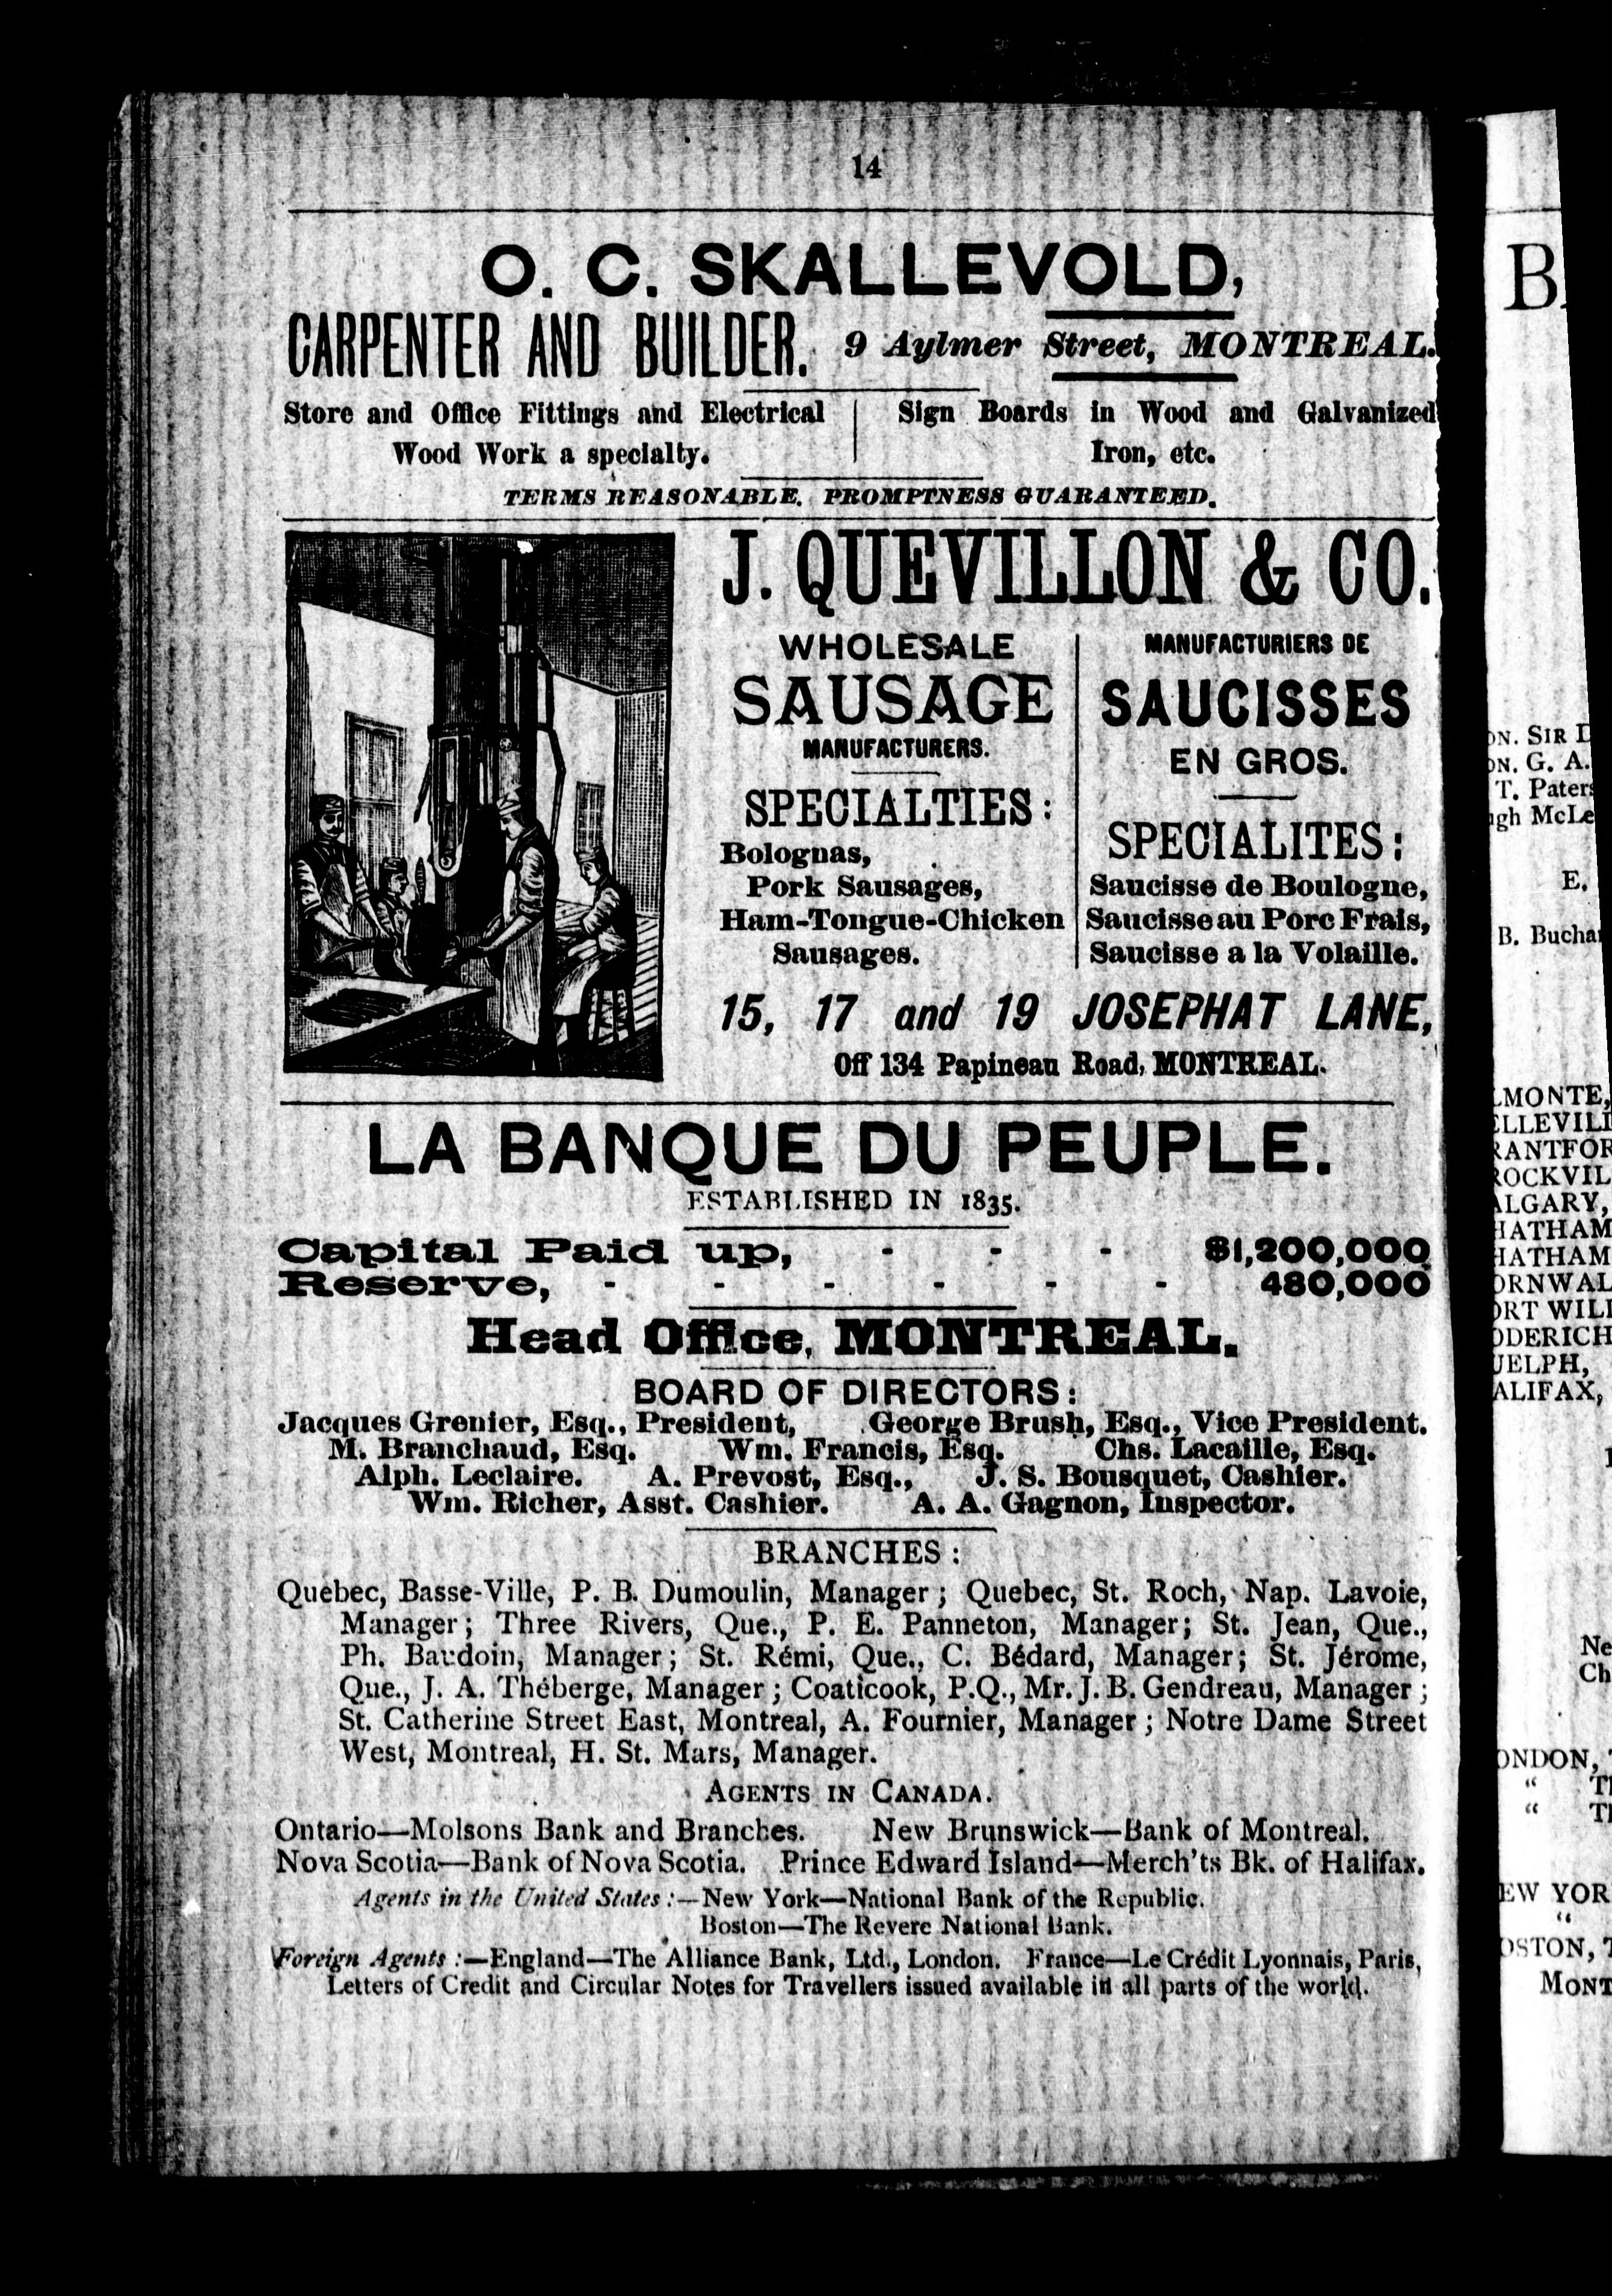 14
O. C. SKALLEVOLD,
CARPENTER AND BUILDER. 9 Aylmer Street, MONTREAL.
Store and Office Fittings and Electrical
Wood Work a specialty.
Sign Boards in Wood and Galvanized
Iron, etc.
TERMS REASONABLE. PROMPTNESS GUARANTEED.
J. QUEVILLON & CO.
WHOLESALE
SAUSAGE
MANUFACTURERS.
SPECIALTIES:
Bolognas,
Pork Sausages,
Ham-Tongue-Chicken
Sausages.
MANUFACTURIERS DE
SAUCISSES
EN GROS.
SPECIALITES:
Saucisse de Boulogne,
Saucisse au Porc Frais,
Saucisse a la Volaille.
15, 17 and 19 JOSEPHAT LANE,
Off 134 Papineau Road, MONTREAL.
LA BANQUE DU PEUPLE.
ESTABLISHED IN 1835.
Capital Paid up, - - - $1,200,000
Reserve, - - - - - - 480,000
Head Office, MONTREAL.
BOARD OF DIRECTORS:
Jacques Grenier, Esq., President, George Brush, Esq., Vice President.
M. Branchaud, Esq. Wm. Francis, Esq. Chs. Lacaille, Esq.
Alph. Leclaire. A. Prevost, Esq., J. S. Bousquet, Cashier.
Wm. Richer, Asst. Cashier. A. A. Gagnon, Inspector.
BRANCHES:
Quebec, Basse-Ville, P. B. Dumoulin, Manager; Quebec, St. Roch, Nap. Lavoie,
Manager; Three Rivers, Que., P. E. Panneton, Manager; St. Jean, Que.,
Ph. Baudoin, Manager; St. Rémi, Que., C. Bédard, Manager; St. Jérome,
Que., J. A. Théberge, Manager; Coaticook, P.Q., Mr. J. B. Gendreau, Manager;
St. Catherine Street East, Montreal, A. Fournier, Manager; Notre Dame Street
West, Montreal, H. St. Mars, Manager.
AGENTS IN CANADA.
Ontario—Molsons Bank and Branches. New Brunswick—Bank of Montreal.
Nova Scotia—Bank of Nova Scotia. Prince Edward Island—Merch'ts Bk. of Halifax.
Agents in the United States:—New York—National Bank of the Republic.
Boston—The Revere National Bank.
Foreign Agents:—England—The Alliance Bank, Ltd., London. France—Le Crédit Lyonnais, Paris,
Letters of Credit and Circular Notes for Travellers issued available in all parts of the world.
ON. SIR
ON. G. A.
T.
E.
B.
LMONTE,
ALGARY,
HATHAM
HATHAM
UELPH,
ALIFAX,
ONDON,
“
“
“